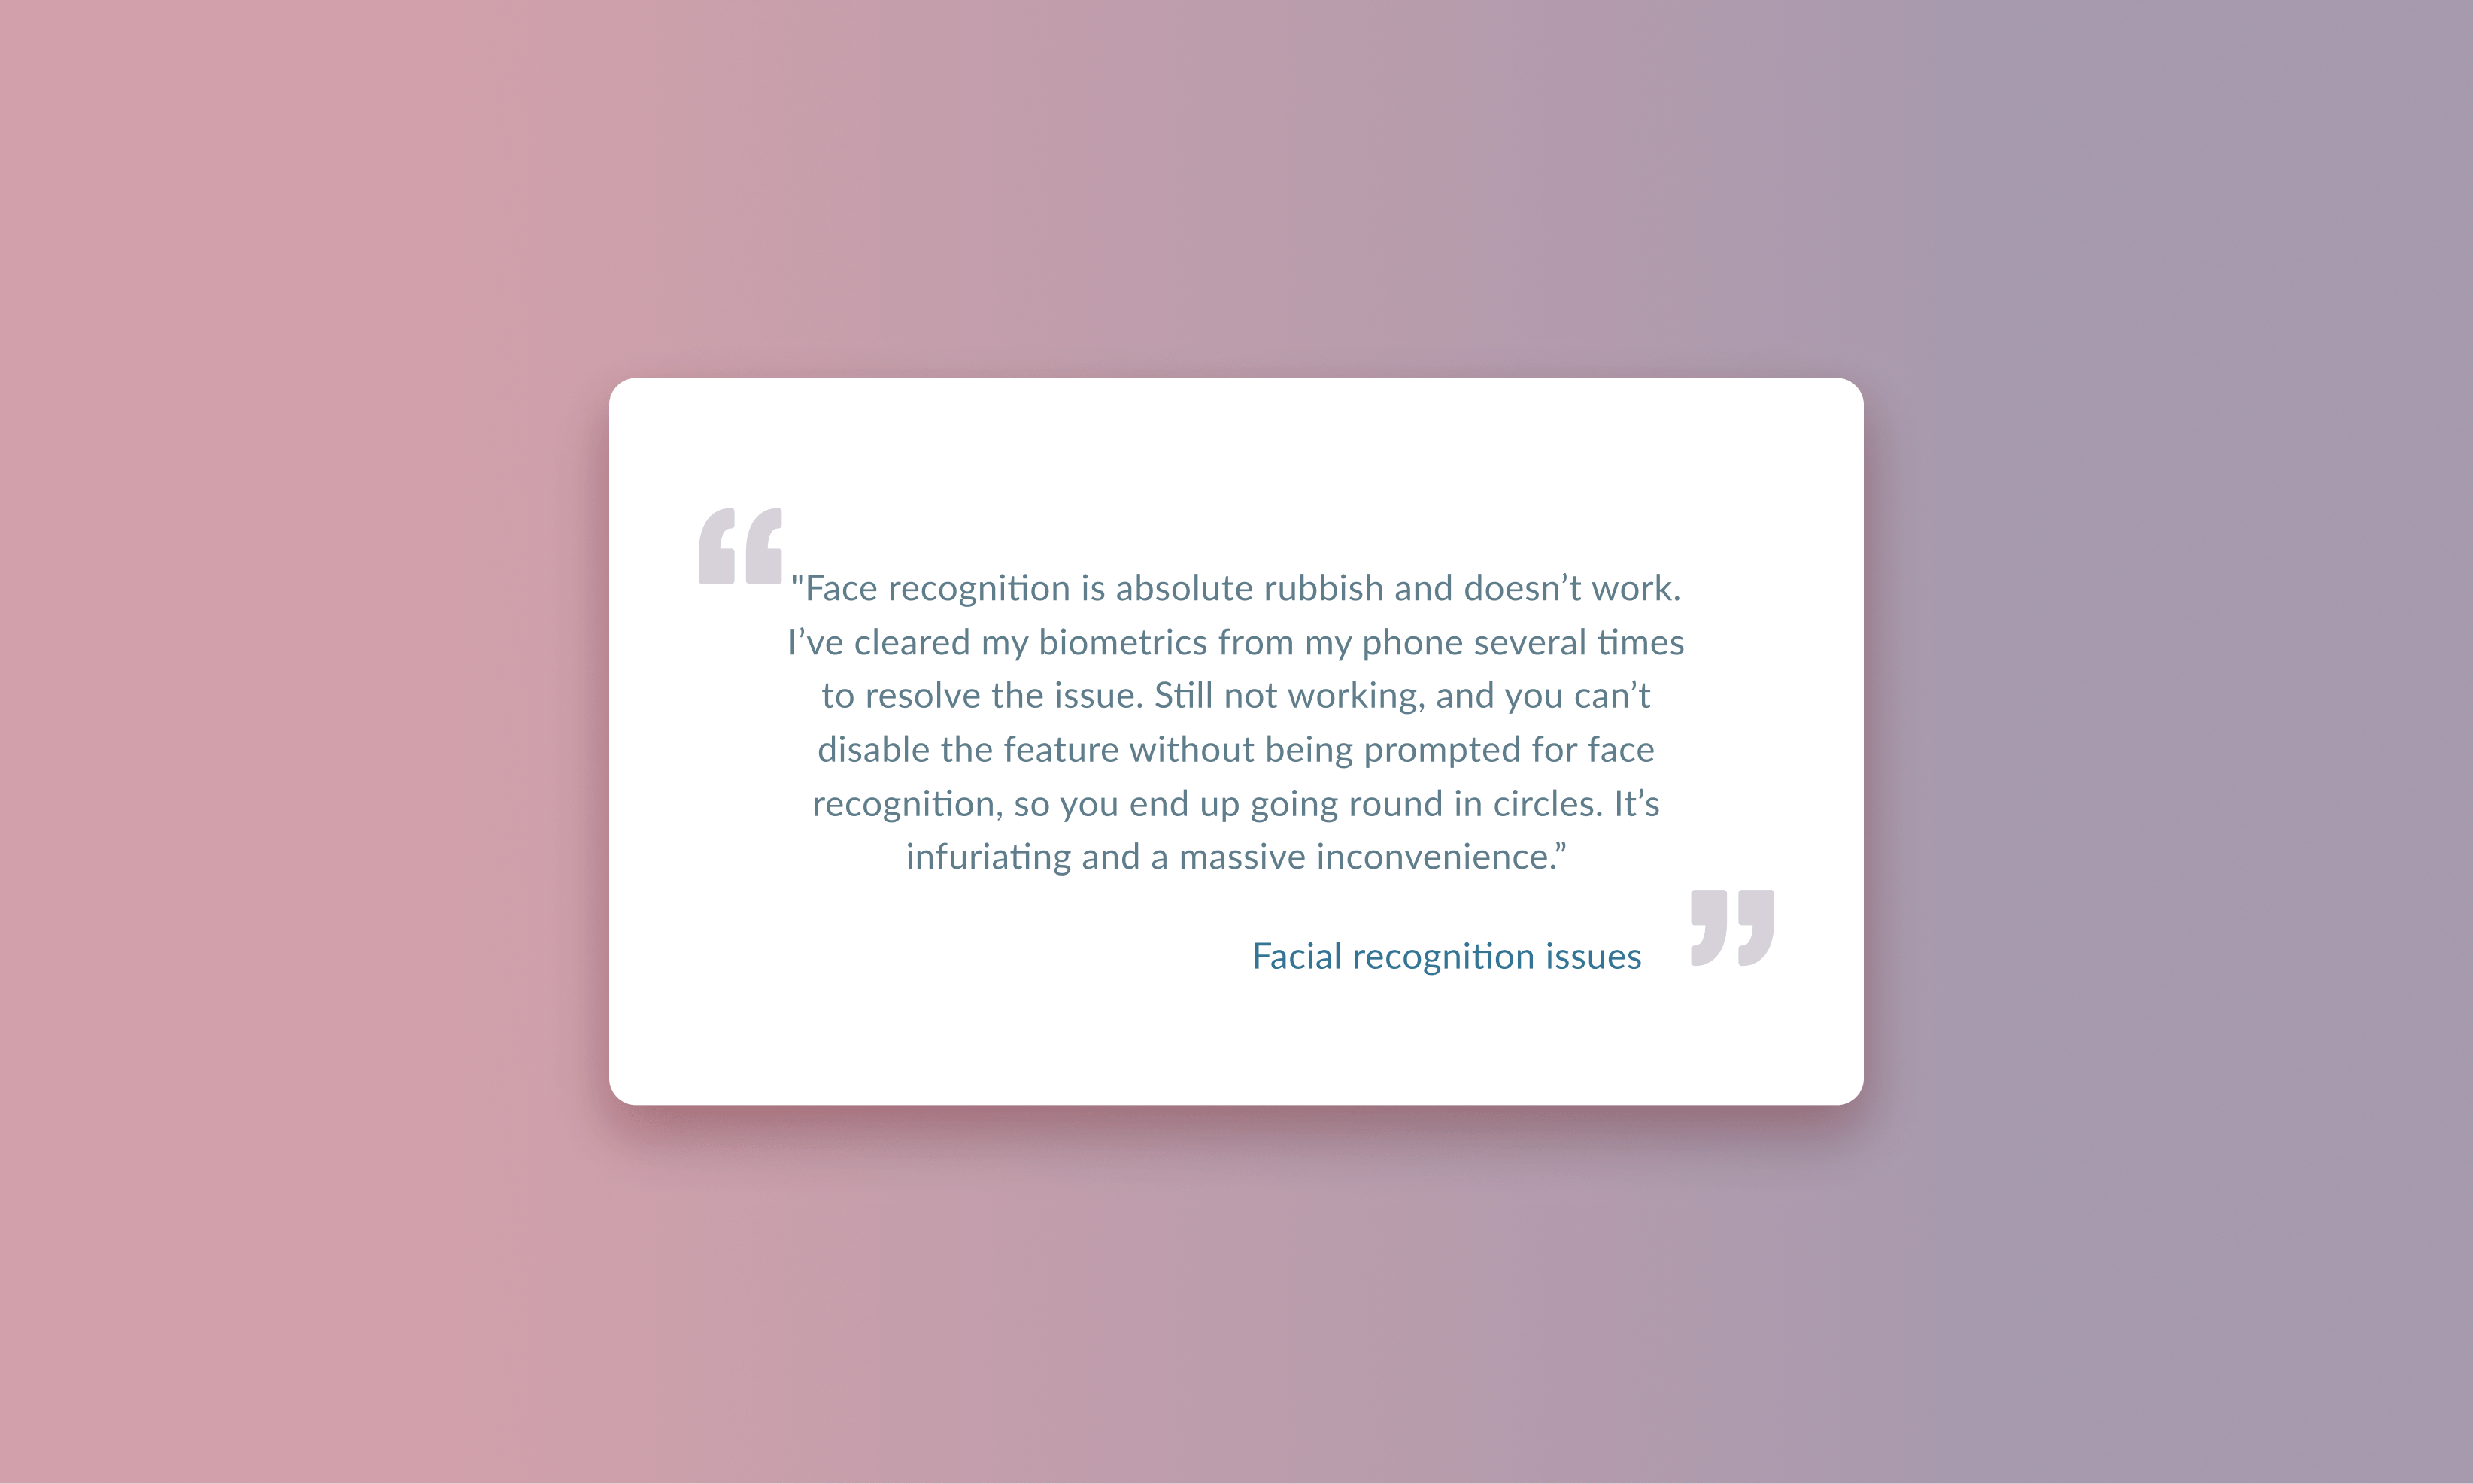 "Face recognition is absolute rubbish and doesn’t work.
I’ve cleared my biometrics from my phone several times
to resolve the issue. Still not working, and you can’t
disable the feature without being prompted for face
recognition, so you end up going round in circles. It’s
infuriating and a massive inconvenience.”
Facial recognition issues